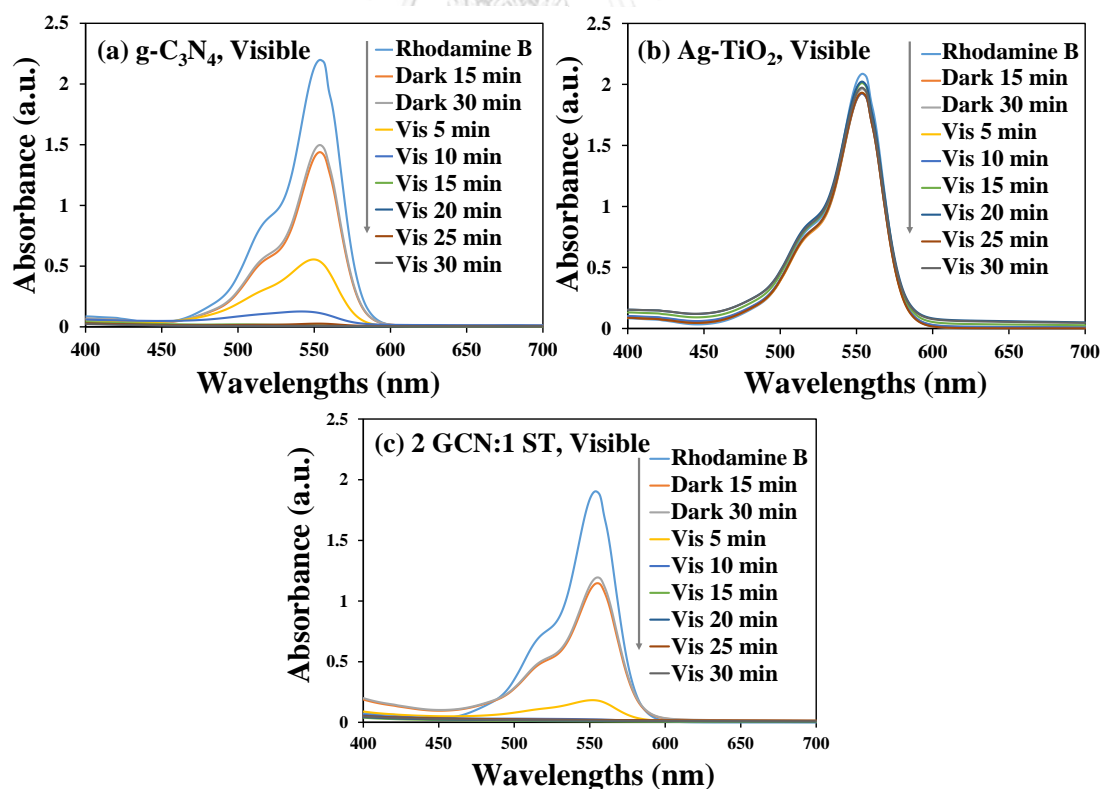 (a) g-C₃N₄, Visible
Absorbance (a.u.)
2.5
2
1.5
1
0.5
0
400
450
500
550
600
650
700
Wavelengths (nm)
Rhodamine B
Dark 15 min
Dark 30 min
Vis 5 min
Vis 10 min
Vis 15 min
Vis 20 min
Vis 25 min
Vis 30 min
(b) Ag-TiO₂, Visible
Absorbance (a.u.)
2.5
2
1.5
1
0.5
0
400
450
500
550
600
650
700
Wavelengths (nm)
Rhodamine B
Dark 15 min
Dark 30 min
Vis 5 min
Vis 10 min
Vis 15 min
Vis 20 min
Vis 25 min
Vis 30 min
(c) 2 GCN:1 ST, Visible
Absorbance (a.u.)
2.5
2
1.5
1
0.5
0
400
450
500
550
600
650
700
Wavelengths (nm)
Rhodamine B
Dark 15 min
Dark 30 min
Vis 5 min
Vis 10 min
Vis 15 min
Vis 20 min
Vis 25 min
Vis 30 min